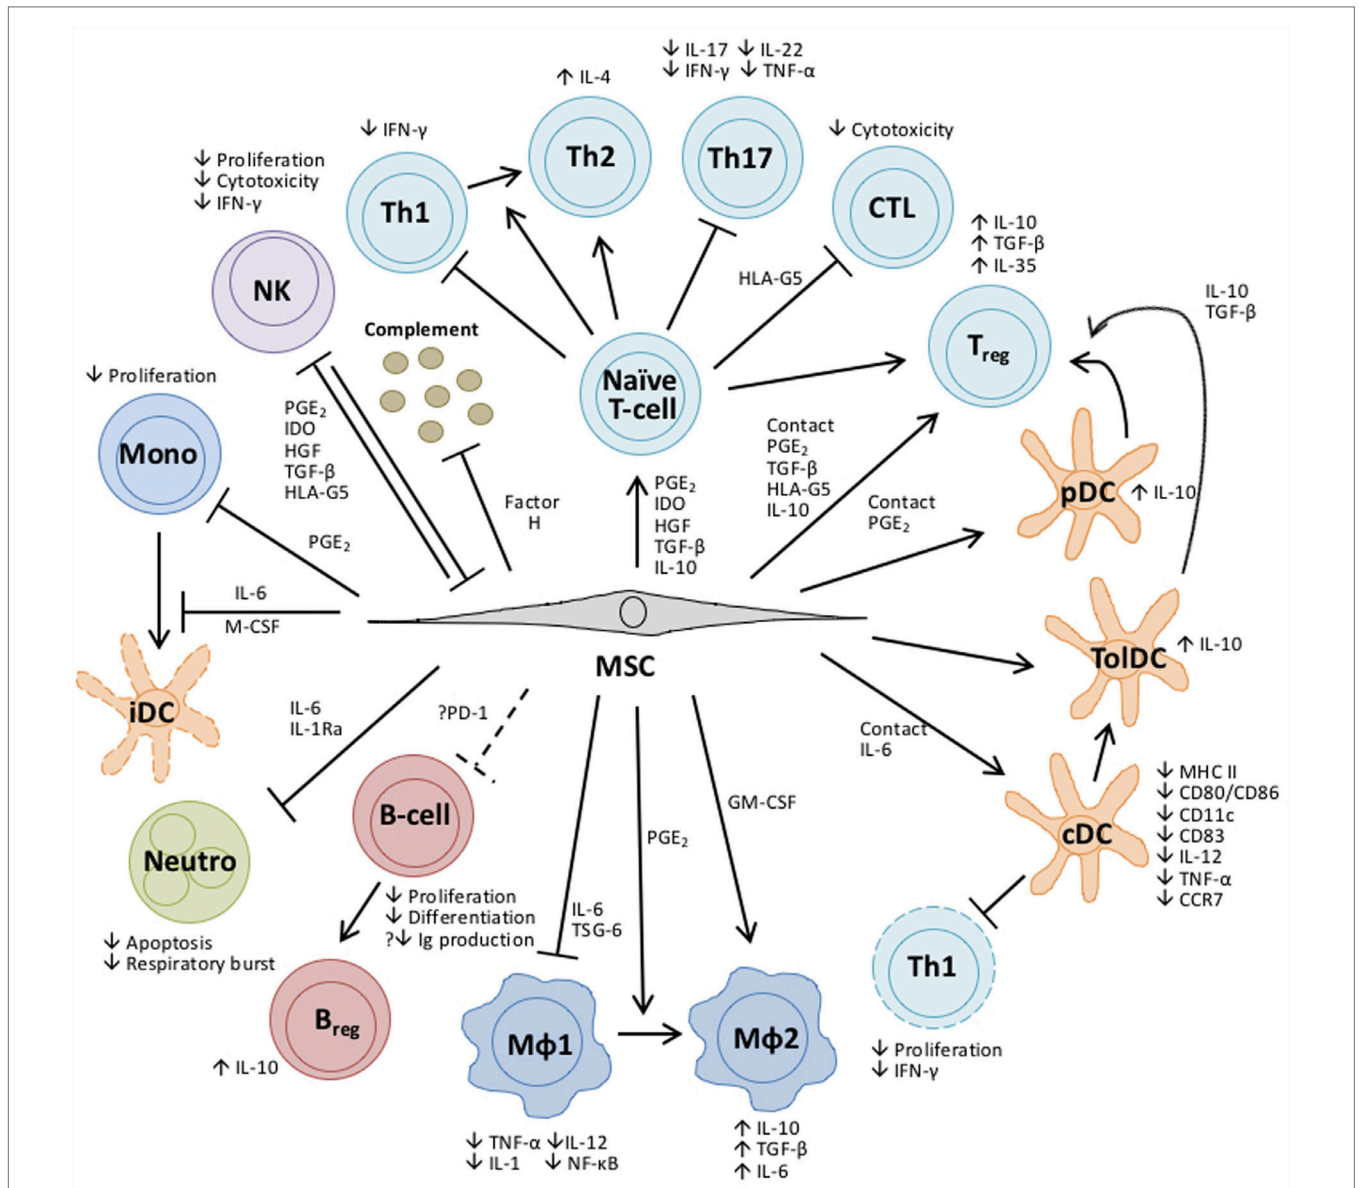 ↓ IL-17 ↓ IL-22
↓ IFN-γ ↓ TNF-α
↑ IL-4
↓ IFN-γ
↓ Cytotoxicity
↓ Proliferation
↓ Cytotoxicity
↓ IFN-γ
Th1
Th2
Th17
CTL
↑ IL-10
↑ TGF-β
↑ IL-35
NK
HLA-G5
IL-10
TGF-β
Complement
Treg
↓ Proliferation
Naïve
T-cell
Mono
PGE2
IDO
HGF
TGF-β
HLA-G5
Contact
PGE2
TGF-β
HLA-G5
IL-10
Factor
H
PGE2
IDO
HGF
TGF-β
IL-10
Contact
PGE2
pDC
↑ IL-10
PGE2
IL-6
M-CSF
MSC
TolDC
↑ IL-10
iDC
IL-6
IL-1Ra
?PD-1
Contact
IL-6
B-cell
GM-CSF
PGE2
cDC
↓ MHC II
↓ CD80/CD86
↓ CD11c
↓ CD83
↓ IL-12
↓ TNF-α
↓ CCR7
Neutro
↓ Apoptosis
↓ Respiratory burst
↓ Proliferation
↓ Differentiation
?↓ Ig production
IL-6
TSG-6
Th1
↓ Proliferation
↓ IFN-γ
Breg
↑ IL-10
Mϕ1
Mϕ2
↓ TNF-α ↓IL-12
↓ IL-1 ↓ NF-κB
↑ IL-10
↑ TGF-β
↑ IL-6